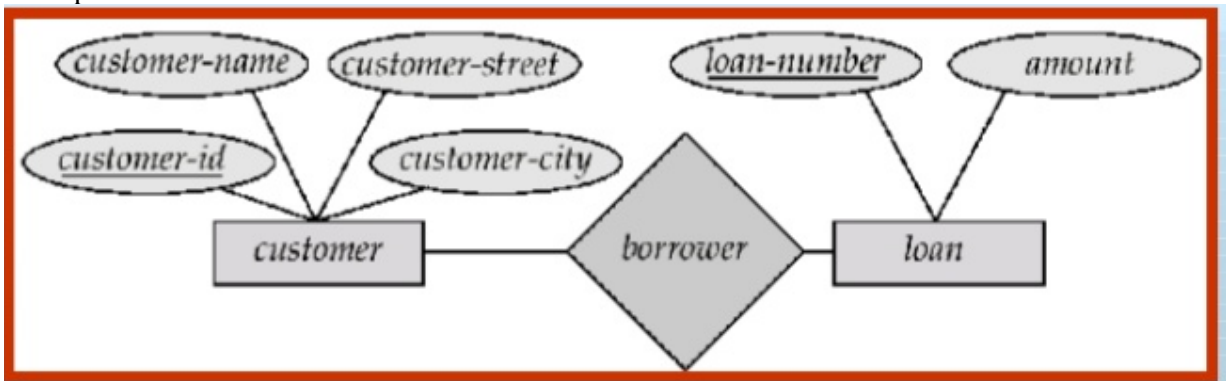 customer-name customer-street loan-number amount
customer-id customer-city
customer borrower loan